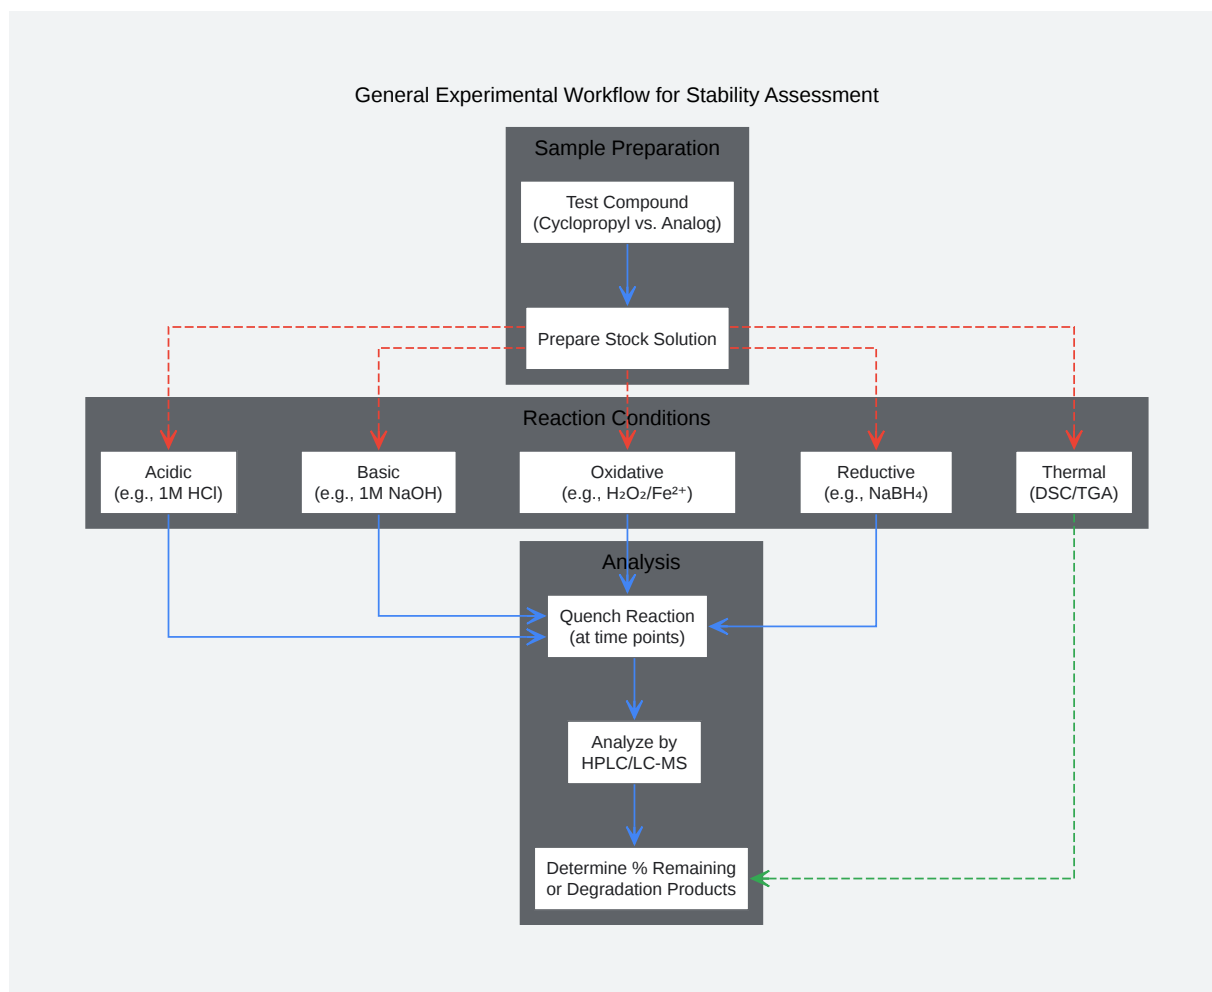 General Experimental Workflow for Stability Assessment
Sample Preparation
Test Compound
(Cyclopropyl vs. Analog)
Prepare Stock Solution
Reaction Conditions
Acidic
(e.g., 1M HCl)
Basic
(e.g., 1M NaOH)
Oxidative
(e.g., H₂O₂/Fe²⁺)
Reductive
(e.g., NaBH₄)
Thermal
(DSC/TGA)
Analysis
Quench Reaction
(at time points)
Analyze by
HPLC/LC-MS
Determine % Remaining
or Degradation Products